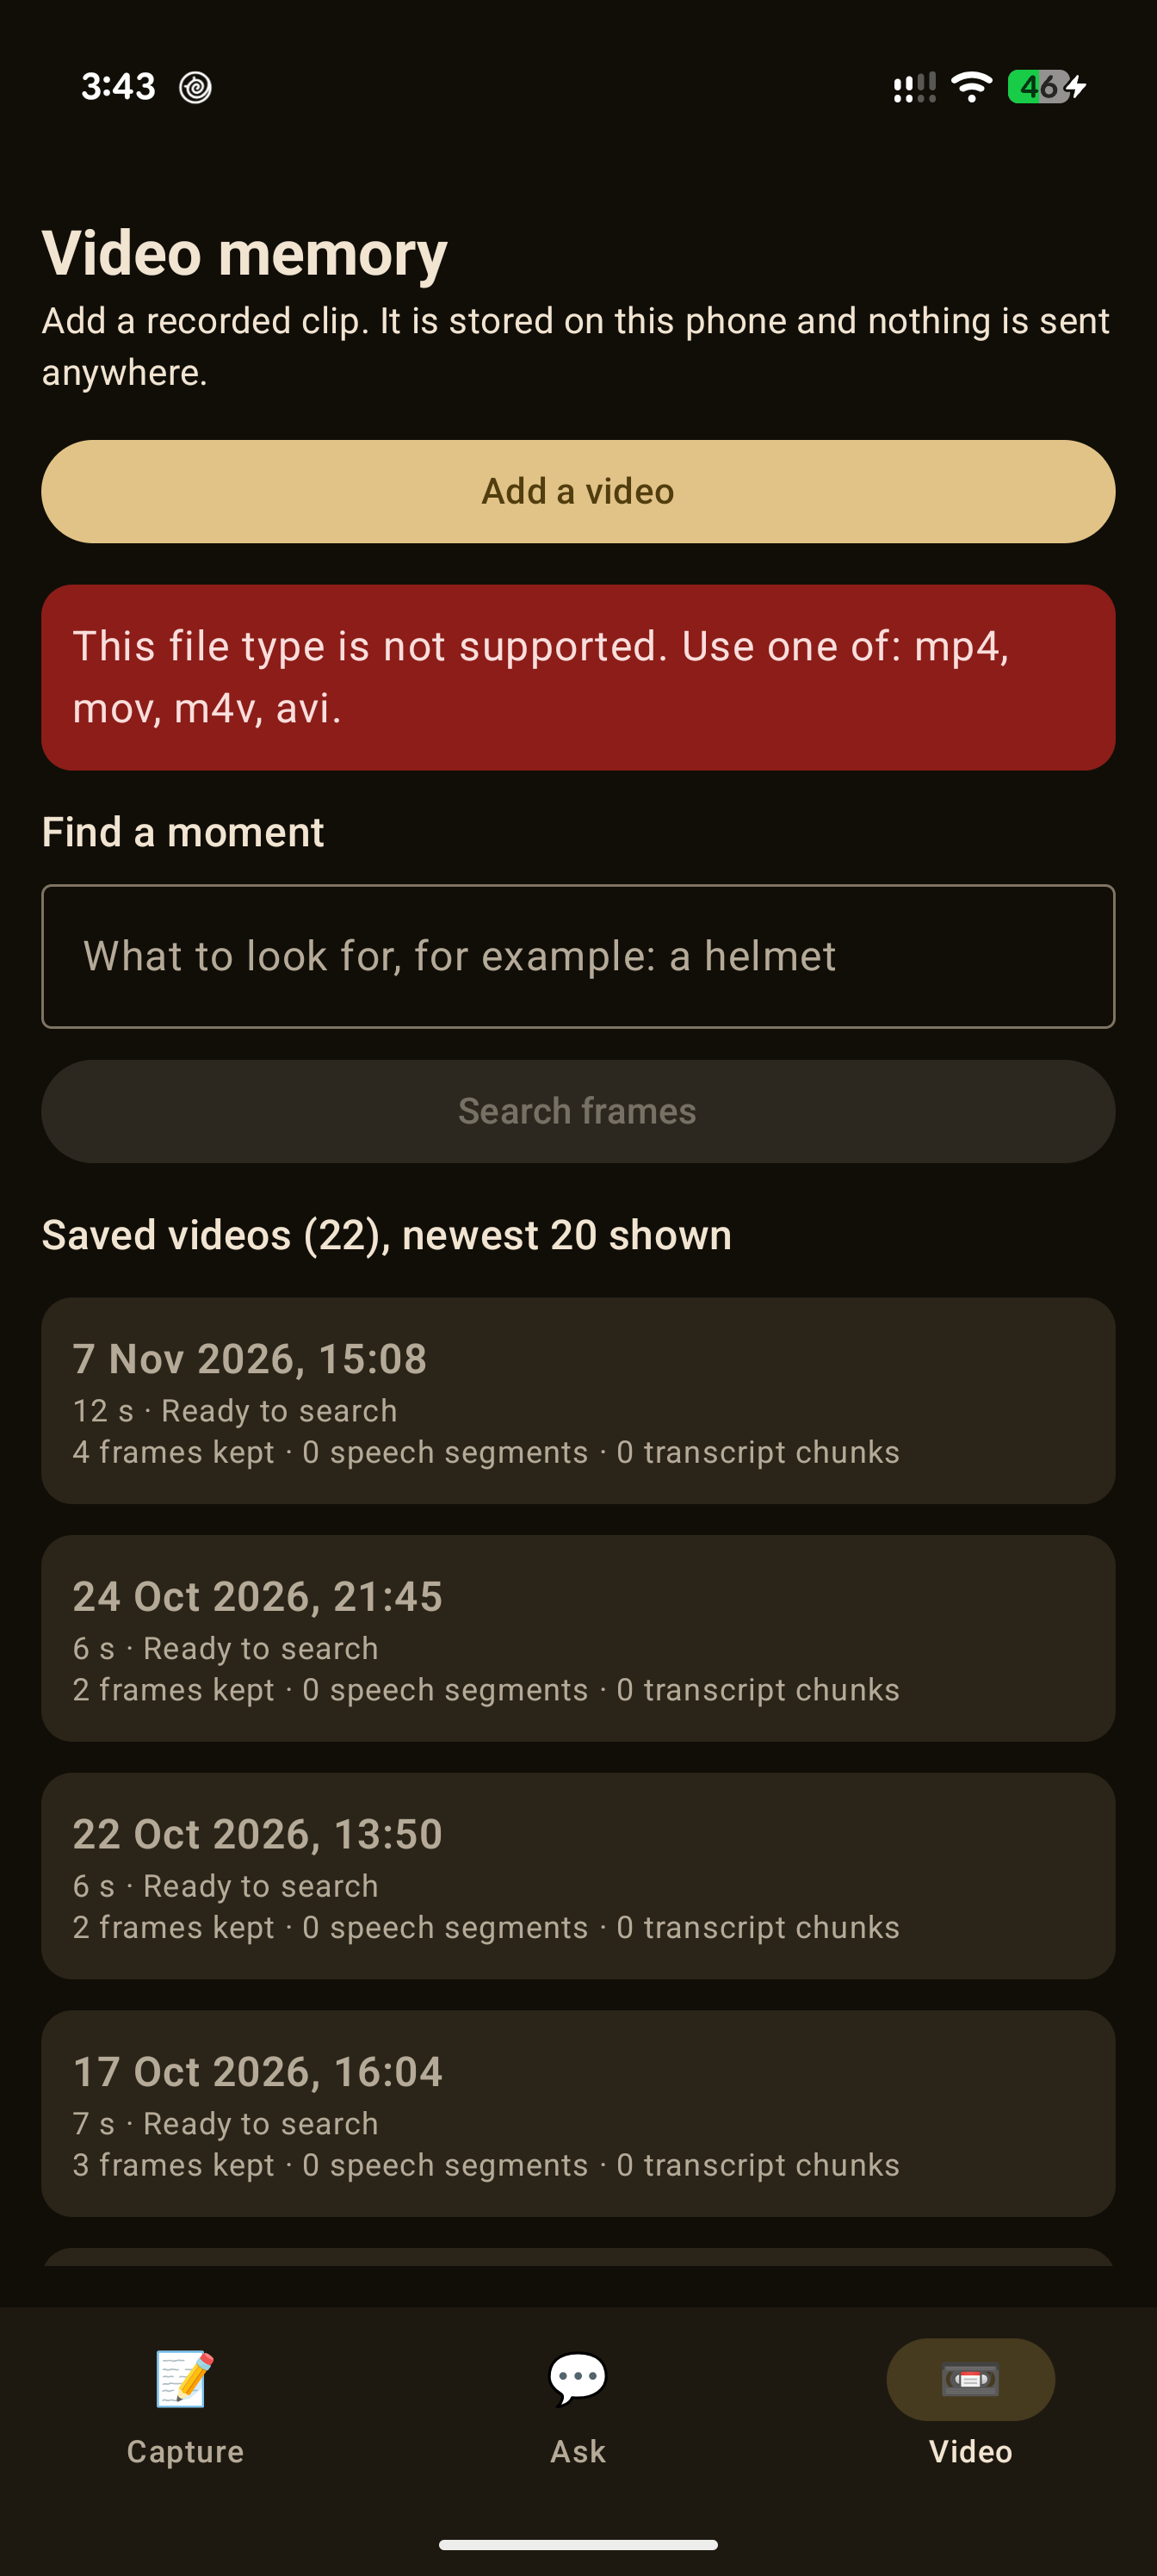 3:43
46
Video memory
Add a recorded clip. It is stored on this phone and nothing is sent
anywhere.
Add a video
This file type is not supported. Use one of: mp4,
mov, m4v, avi.
Find a moment
What to look for, for example: a helmet
Search frames
Saved videos (22), newest 20 shown
7 Nov 2026, 15:08
12 s · Ready to search
4 frames kept · 0 speech segments · 0 transcript chunks
24 Oct 2026, 21:45
6 s · Ready to search
2 frames kept · 0 speech segments · 0 transcript chunks
22 Oct 2026, 13:50
6 s · Ready to search
2 frames kept · 0 speech segments · 0 transcript chunks
17 Oct 2026, 16:04
7 s · Ready to search
3 frames kept · 0 speech segments · 0 transcript chunks
Capture
Ask
Video